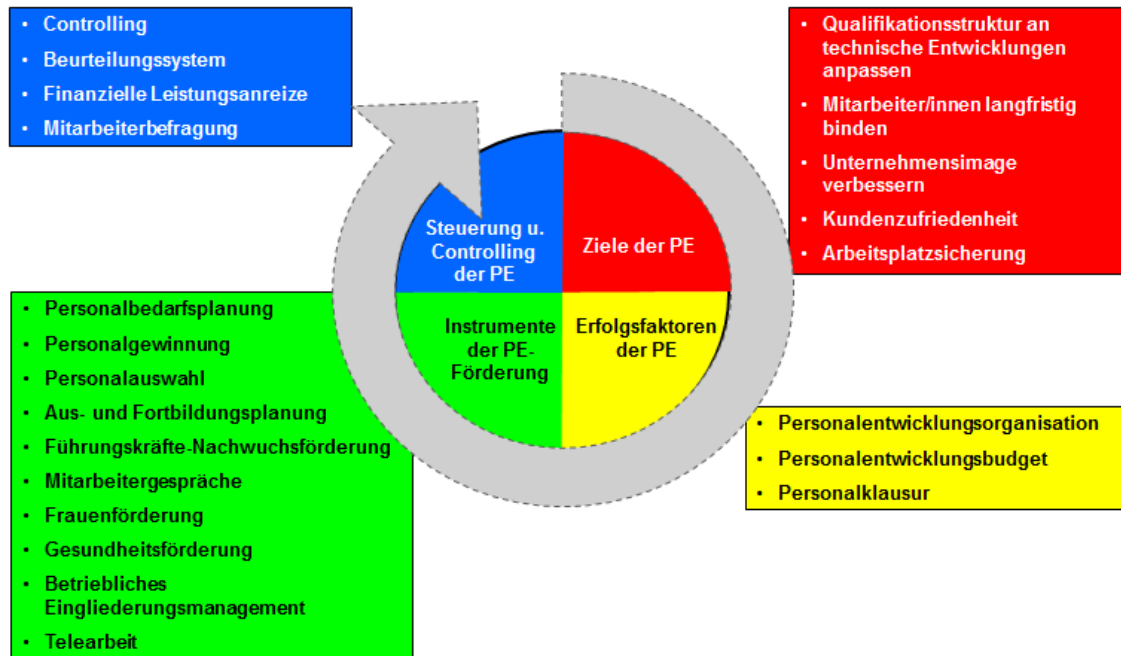 • Controlling
• Beurteilungssystem
• Finanzielle Leistungsanreize
• Mitarbeiterbefragung
• Qualifikationsstruktur an
technische Entwicklungen
anpassen
• Mitarbeiter/innen langfristig
binden
• Unternehmensimage
verbessern
• Kundenzufriedenheit
• Arbeitsplatzsicherung
Steuerung u.
Controlling
der PE
Ziele der PE
Instrumente
der PE-
Förderung
Erfolgsfaktoren
der PE
• Personalbedarfsplanung
• Personalgewinnung
• Personalauswahl
• Aus- und Fortbildungsplanung
• Führungskräfte-Nachwuchsförderung
• Mitarbeitergespräche
• Frauenförderung
• Gesundheitsförderung
• Betriebliches
Eingliederungsmanagement
• Telearbeit
• Personalentwicklungsorganisation
• Personalentwicklungsbudget
• Personalklausur